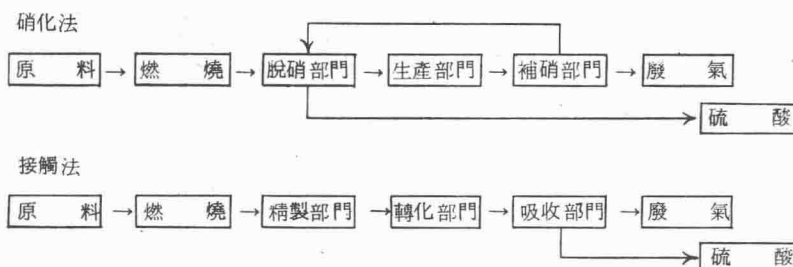 硝化法
原料 → 燃燒 → 脫硝部門 → 生產部門 → 補硝部門 → 廢氣
硫酸
接觸法
原料 → 燃燒 → 精製部門 → 轉化部門 → 吸收部門 → 廢氣
硫酸